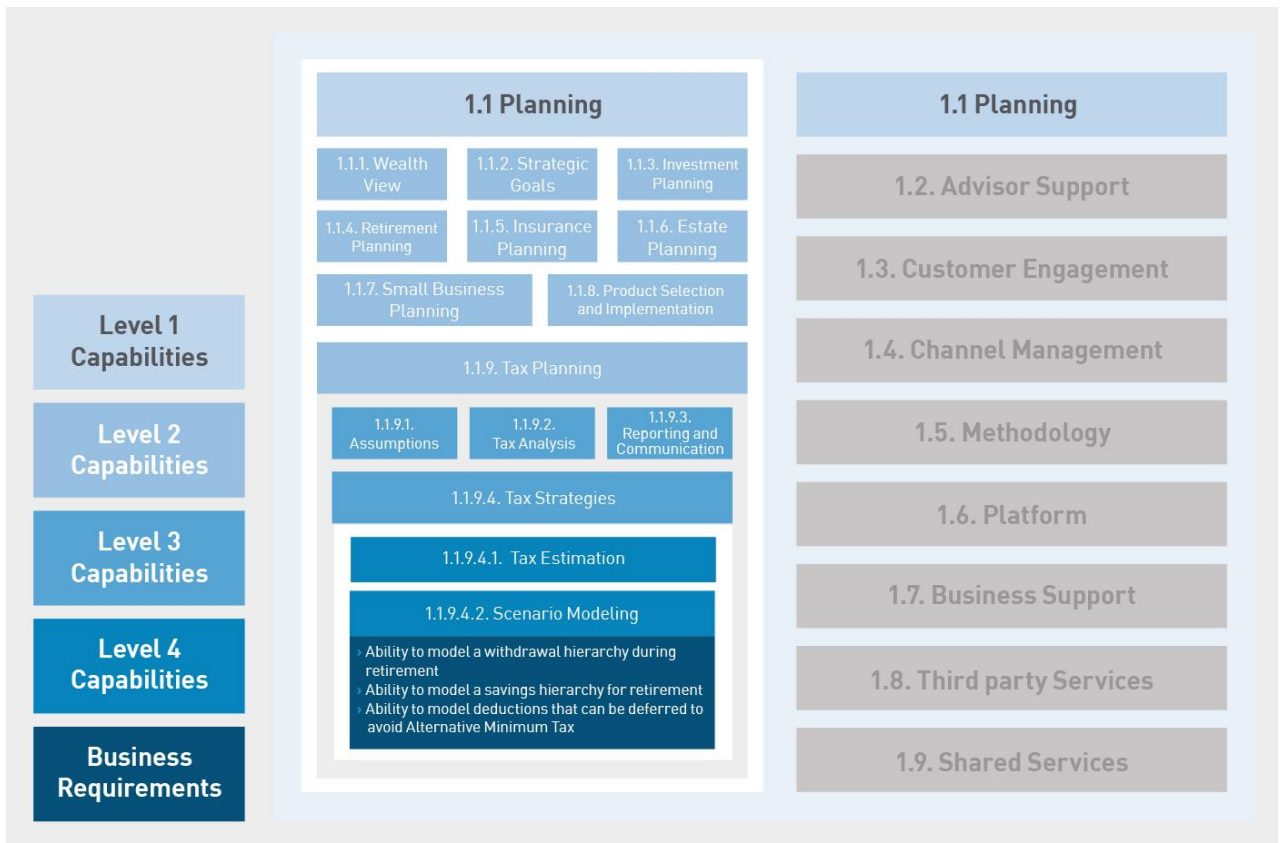 Level 1
Capabilities
Level 2
Capabilities
Level 3
Capabilities
Level 4
Capabilities
Business
Requirements
1.1 Planning
1.1.1. Wealth
View
1.1.2. Strategic
Goals
1.1.3. Investment
Planning
1.1.4. Retirement
Planning
1.1.5. Insurance
Planning
1.1.6. Estate
Planning
1.1.7. Small Business
Planning
1.1.8. Product Selection
and Implementation
1.1.9. Tax Planning
1.1.9.1.
Assumptions
1.1.9.2.
Tax Analysis
1.1.9.3.
Reporting and
Communication
1.1.9.4. Tax Strategies
1.1.9.4.1. Tax Estimation
1.1.9.4.2. Scenario Modeling
› Ability to model a withdrawal hierarchy during
retirement
› Ability to model a savings hierarchy for retirement
› Ability to model deductions that can be deferred to
avoid Alternative Minimum Tax
1.1 Planning
1.2. Advisor Support
1.3. Customer Engagement
1.4. Channel Management
1.5. Methodology
1.6. Platform
1.7. Business Support
1.8. Third party Services
1.9. Shared Services